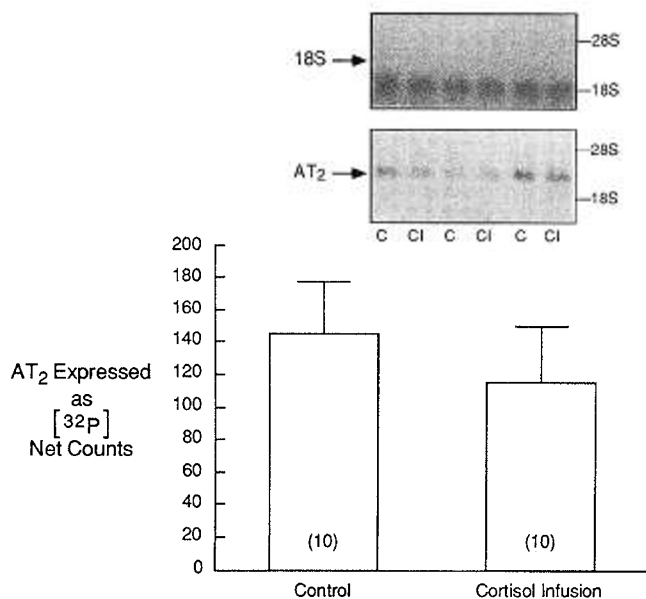 18S
28S
18S
AT2
28S
18S
C CI C CI C CI
200
180
160
140
120
100
80
60
40
20
0
AT2 Expressed
as
[32P]
Net Counts
(10) (10)
Control Cortisol Infusion